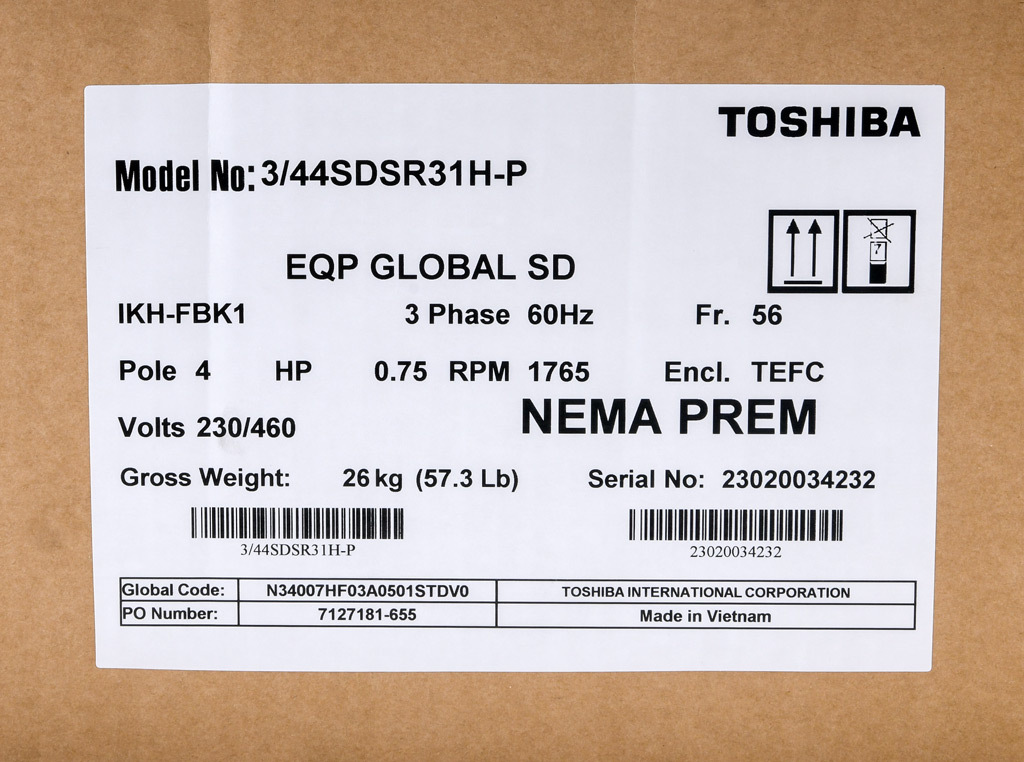 TOSHIBA
Model No: 3/44SDSR31H-P
EQP GLOBAL SD
7
IKH-FBK1 3 Phase 60Hz Fr. 56
Pole 4 HP 0.75 RPM 1765 Encl. TEFC
Volts 230/460 NEMA PREM
Gross Weight: 26 kg (57.3 Lb) Serial No: 23020034232
3/44SDSR31H-P 23020034232
Global Code: N34007HF03A0501STDV0 TOSHIBA INTERNATIONAL CORPORATION
PO Number: 7127181-655 Made in Vietnam